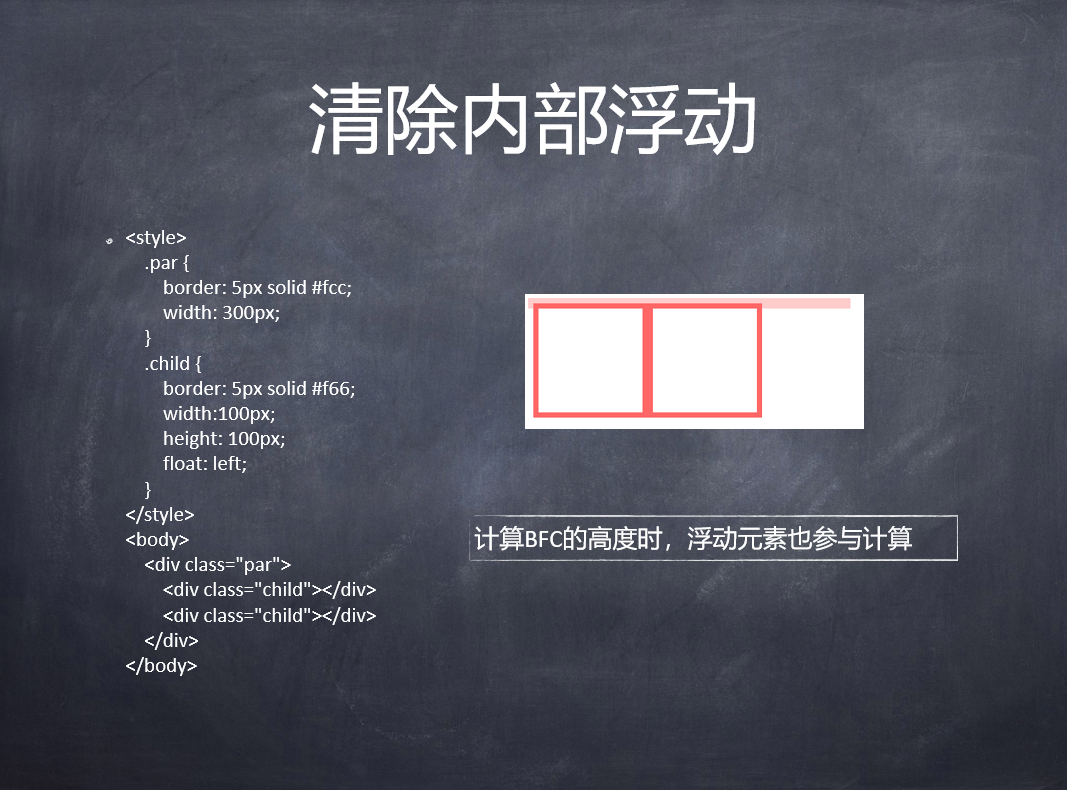 清除内部浮动
<style>
.par {
border: 5px solid #fcc;
width: 300px;
}
.child {
border: 5px solid #f66;
width:100px;
height: 100px;
float: left;
}
</style>
<body>
<div class="par">
<div class="child"></div>
<div class="child"></div>
</div>
</body>
计算BFC的高度时，浮动元素也参与计算